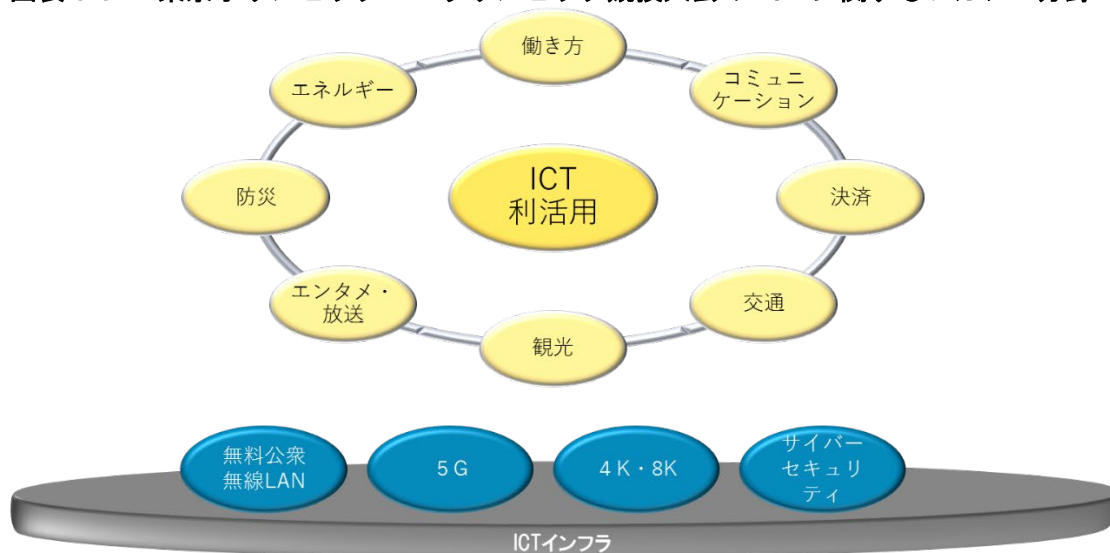 働き方
エネルギー
コミュニ
ケーション
防災
ICT
利活用
決済
エンタメ・
放送
交通
観光
無料公衆
無線LAN
5G
4K・8K
サイバー
セキュリ
ティ
ICTインフラ